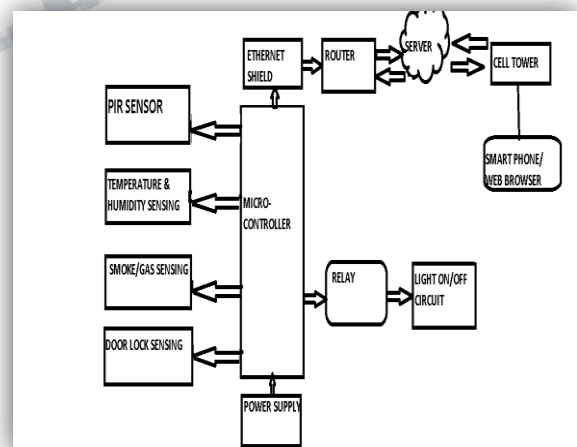 ETHERNET
SHIELD
ROUTER
SERVER
CELL TOWER
PIR SENSOR
SMART PHONE/
WEB BROWSER
TEMPERATURE &
HUMIDITY SENSING
MICRO-
CONTROLLER
SMOKE/GAS SENSING
RELAY
LIGHT ON/OFF
CIRCUIT
DOOR LOCK SENSING
POWER SUPPLY